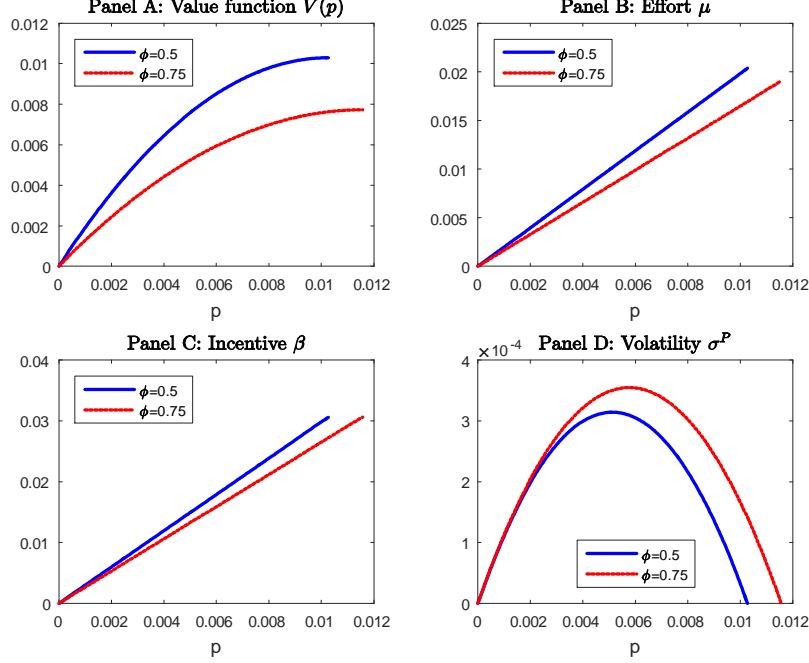 Panel A: Value function V(p)
0.012
0.01
0.008
0.006
0.004
0.002
0
ϕ=0.5
ϕ=0.75
0 0.002 0.004 0.006 0.008 0.01 0.012
p
Panel B: Effort μ
0.025
0.02
0.015
0.01
0.005
0
ϕ=0.5
ϕ=0.75
0 0.002 0.004 0.006 0.008 0.01 0.012
p
Panel C: Incentive β
0.04
0.03
0.02
0.01
0
ϕ=0.5
ϕ=0.75
0 0.002 0.004 0.006 0.008 0.01 0.012
p
Panel D: Volatility σᴾ
×10⁻⁴
4
3
2
1
0
ϕ=0.5
ϕ=0.75
0 0.002 0.004 0.006 0.008 0.01 0.012
p